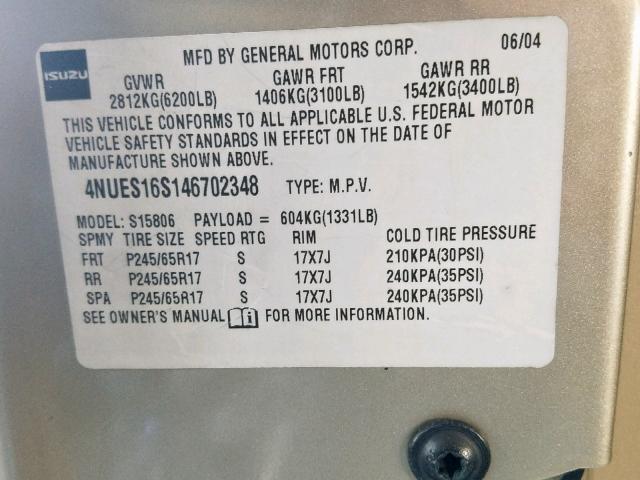 ISUZU
MFD BY GENERAL MOTORS CORP. 06/04
GVWR GAWR FRT GAWR RR
2812KG(6200LB) 1406KG(3100LB) 1542KG(3400LB)
THIS VEHICLE CONFORMS TO ALL APPLICABLE U.S. FEDERAL MOTOR
VEHICLE SAFETY STANDARDS IN EFFECT ON THE DATE OF
MANUFACTURE SHOWN ABOVE.
4NUES16S146702348 TYPE: M.P.V.
MODEL: S15806 PAYLOAD = 604KG(1331LB)
SPMY TIRE SIZE SPEED RTG RIM COLD TIRE PRESSURE
FRT P245/65R17 S 17X7J 210KPA(30PSI)
RR P245/65R17 S 17X7J 240KPA(35PSI)
SPA P245/65R17 S 17X7J 240KPA(35PSI)
SEE OWNER'S MANUAL FOR MORE INFORMATION.